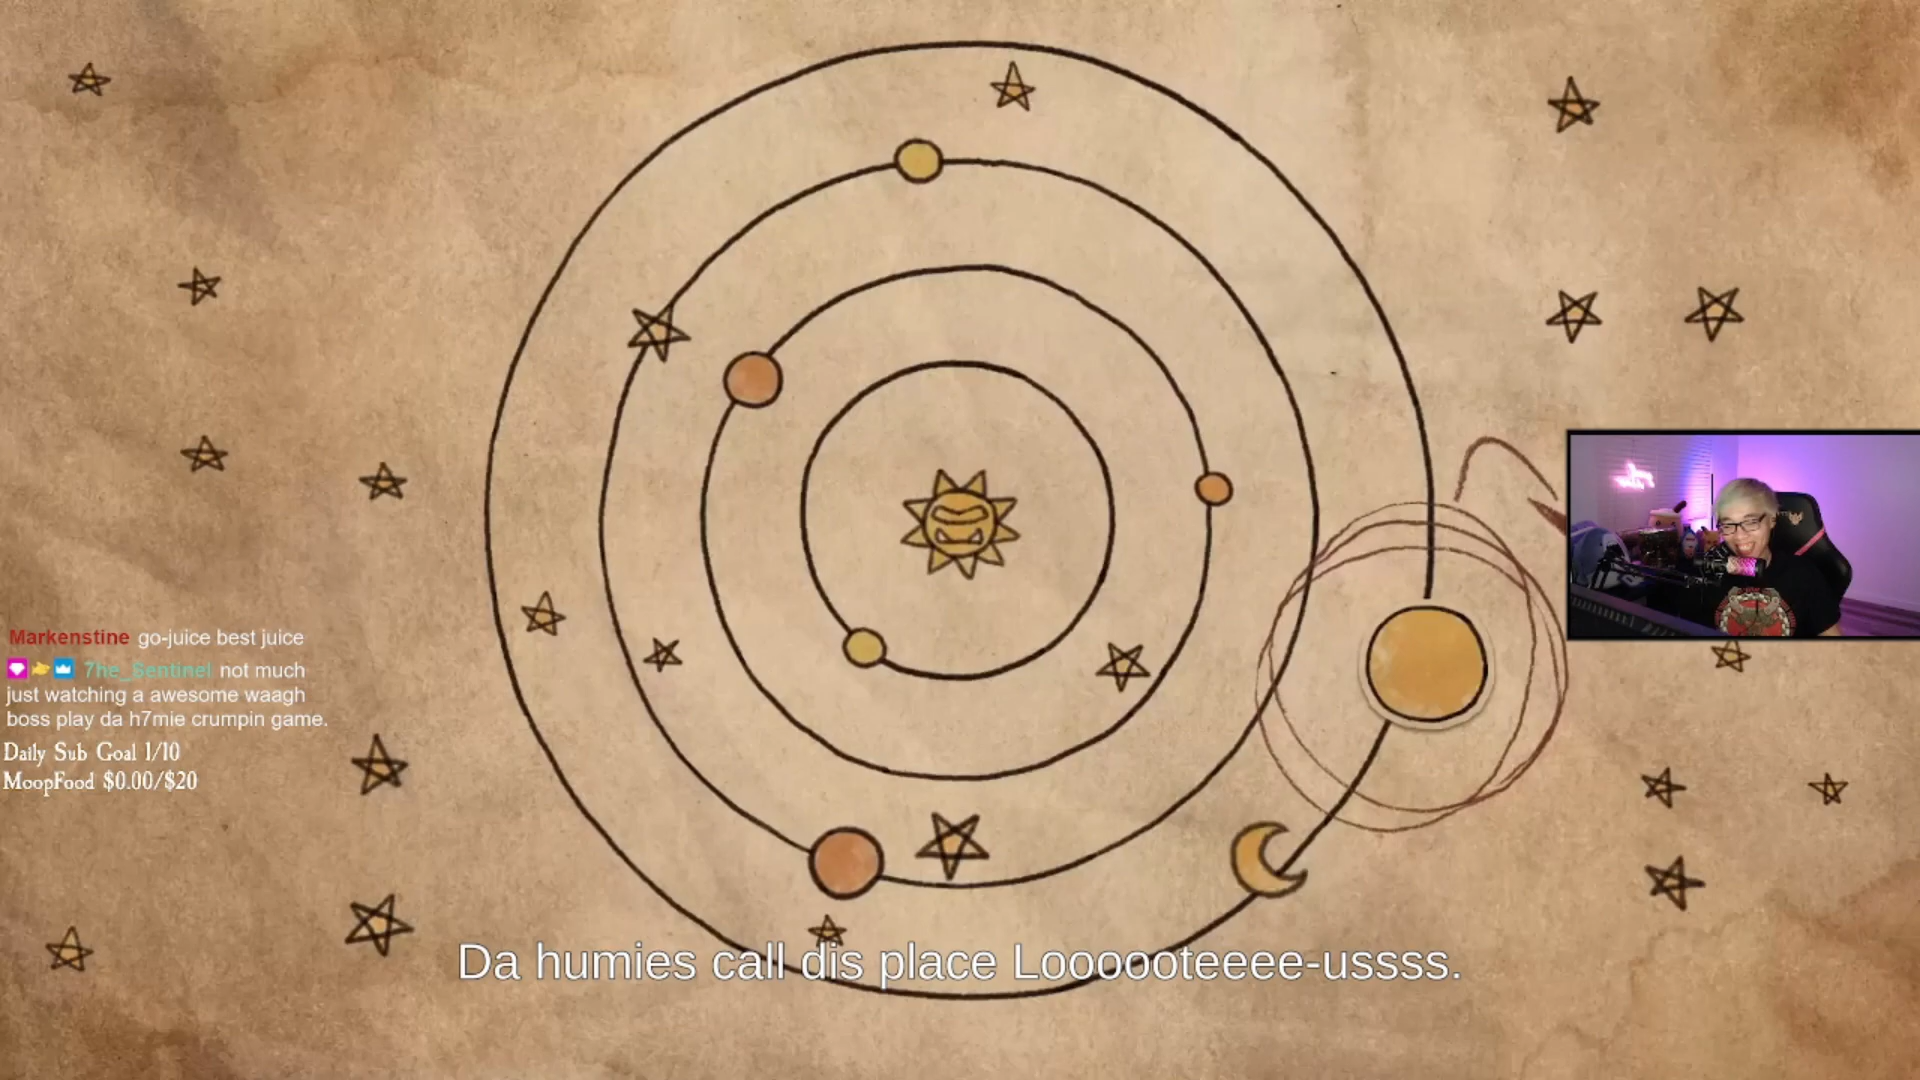 Markenstine go-juice best juice
7he_Sentinel not much
just watching a awesome waagh
boss play da h7mie crumpin game.
Daily Sub Goal 1/10
MoopFood $0.00/$20
Da humies call dis place Loooooteeee-ussss.